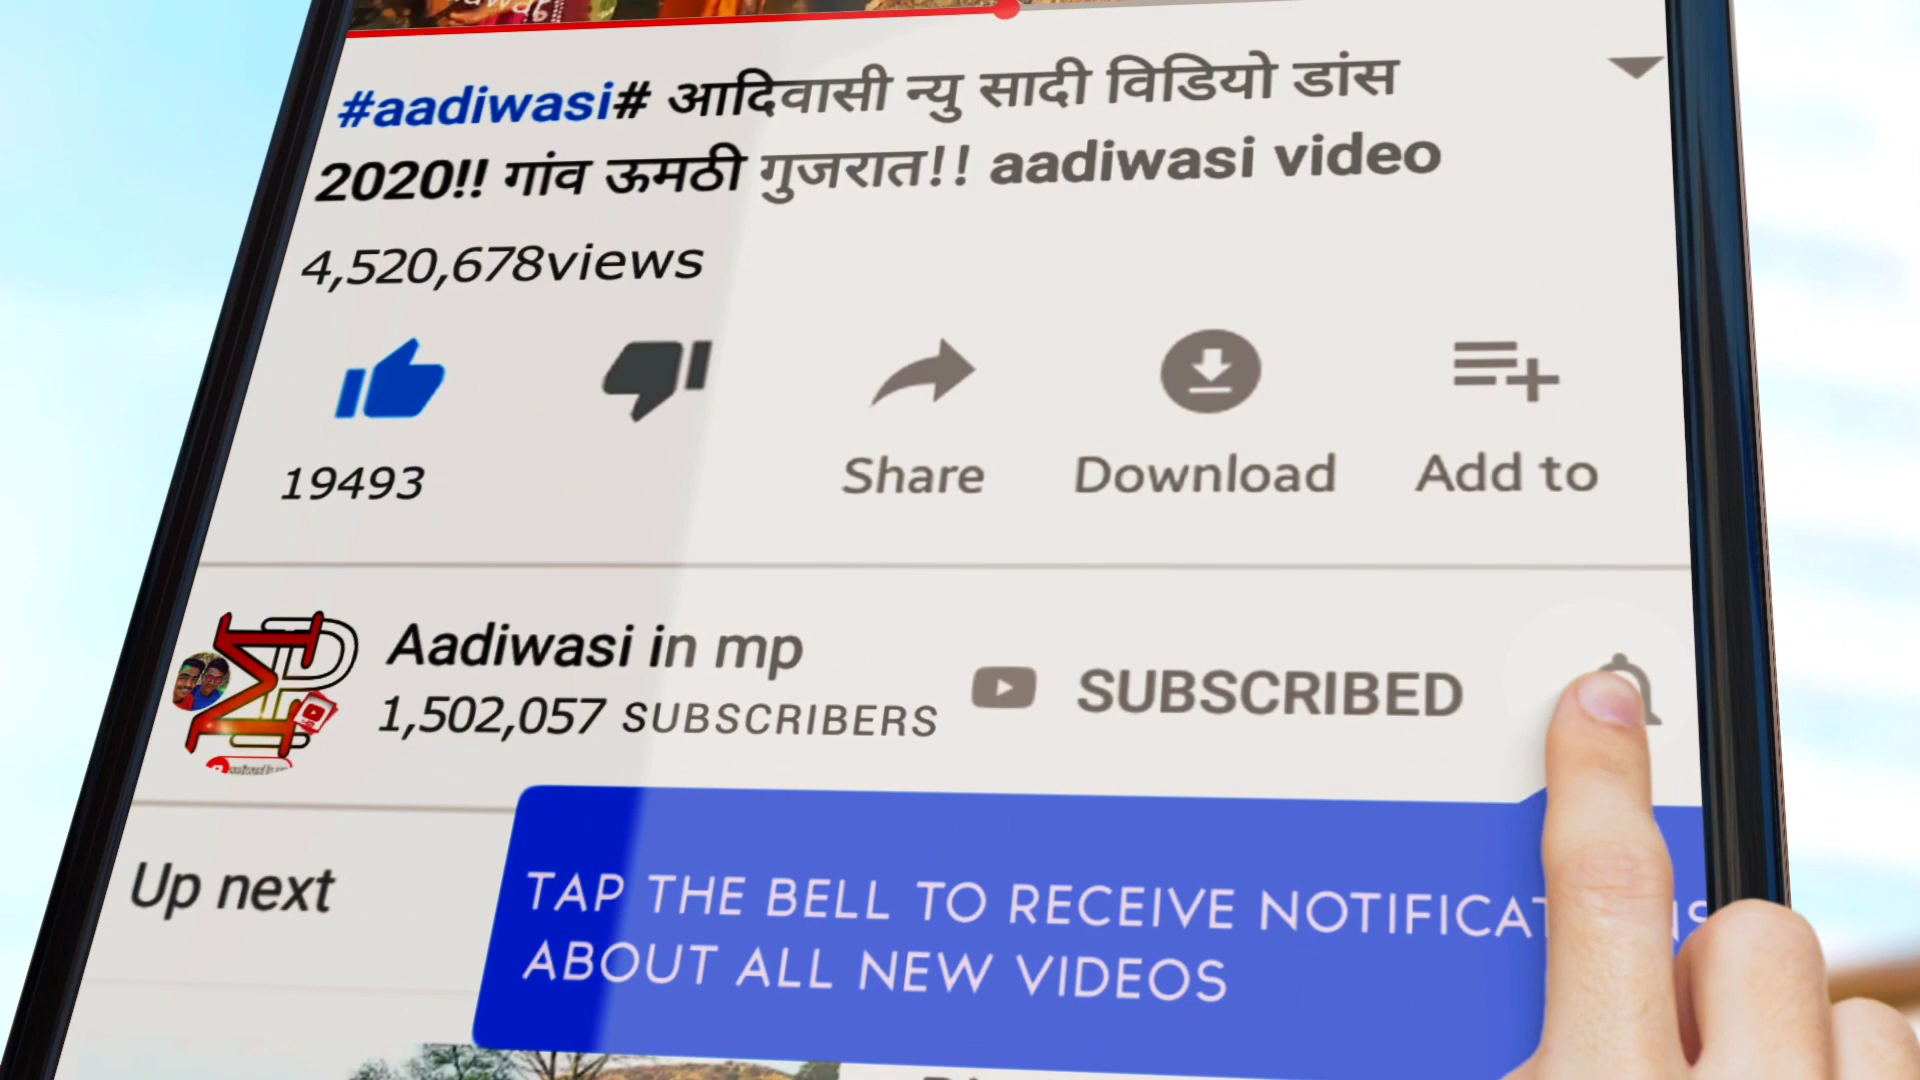 #aadiwasi# आदिवासी न्यु सादी विडियो डांस
2020!! गांव ऊमठी गुजरात!! aadiwasi video
4,520,678views
19493
Share
Download
Add to
Aadiwasi in mp
1,502,057 SUBSCRIBERS
SUBSCRIBED
Up next
TAP THE BELL TO RECEIVE
ABOUT ALL NEW VIDEOS